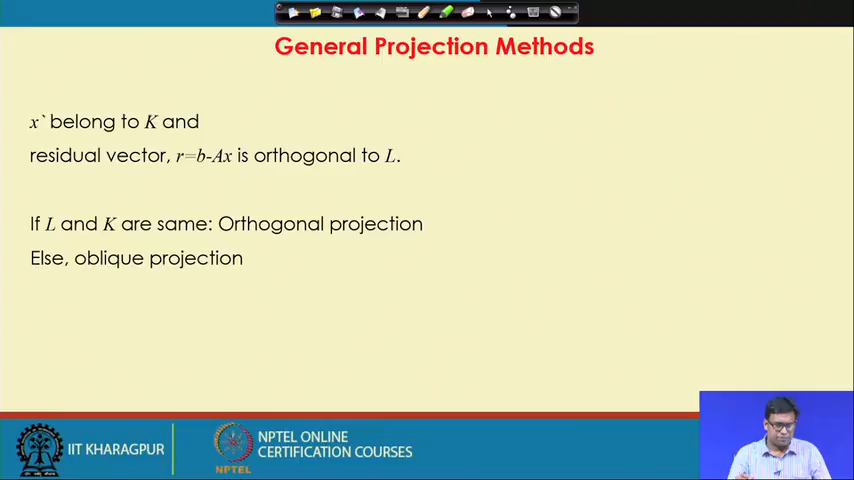 General Projection Methods
x` belong to K and
residual vector, r=b-Ax is orthogonal to L.
If L and K are same: Orthogonal projection
Else, oblique projection
IIT KHARAGPUR
NPTEL
NPTEL ONLINE
CERTIFICATION COURSES